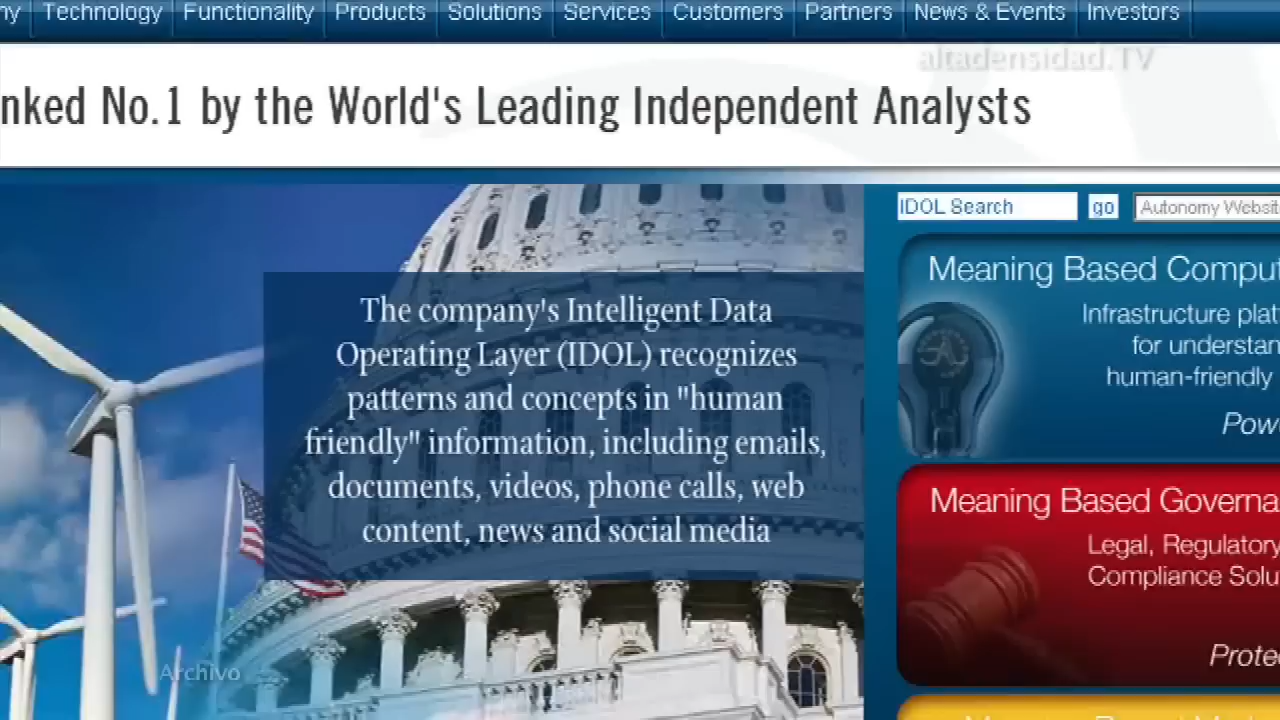 ny Technology Functionality Products Solutions Services Customers Partners News & Events Investors
altadensidad.TV
nked No.1 by the World's Leading Independent Analysts
IDOL Search go Autonomy Website
The company's Intelligent Data
Operating Layer (IDOL) recognizes
patterns and concepts in "human
friendly" information, including emails,
documents, videos, phone calls, web
content, news and social media
Meaning Based Comput
Infrastructure plat
for understan
human-friendly
Powe
Meaning Based Governa
Legal, Regulatory
Compliance Solu
Prote
Archivo